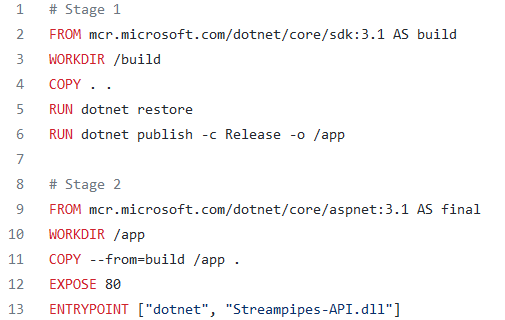 1 # Stage 1
2 FROM mcr.microsoft.com/dotnet/core/sdk:3.1 AS build
3 WORKDIR /build
4 COPY . .
5 RUN dotnet restore
6 RUN dotnet publish -c Release -o /app
7
8 # Stage 2
9 FROM mcr.microsoft.com/dotnet/core/aspnet:3.1 AS final
10 WORKDIR /app
11 COPY --from=build /app .
12 EXPOSE 80
13 ENTRYPOINT ["dotnet", "Streampipes-API.dll"]